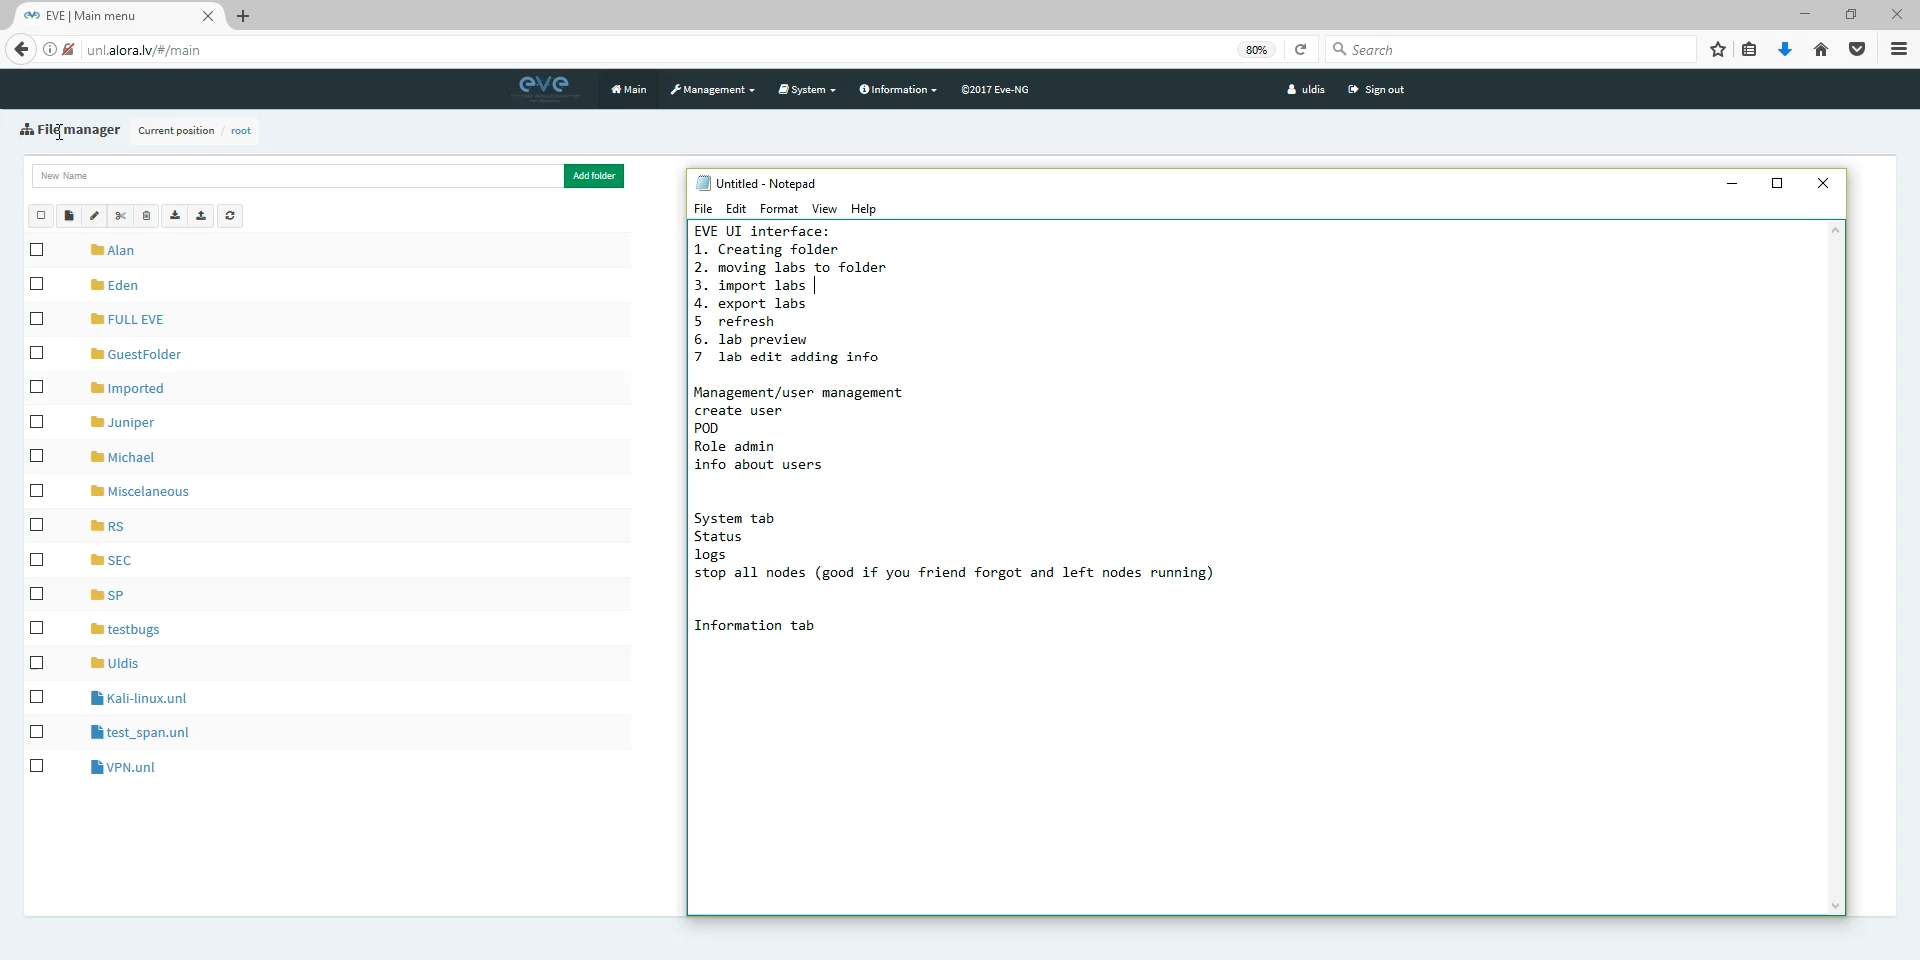 EVE | Main menu
unl.alora.lv/#/main
80%
Search
eve
Main
Management
System
Information
©2017 Eve-NG
uldis
Sign out
File manager
Current position / root
New Name
Add folder
Alan
Eden
FULL EVE
GuestFolder
Imported
Juniper
Michael
Miscelaneous
RS
SEC
SP
testbugs
Uldis
Kali-linux.unl
test_span.unl
VPN.unl
Untitled - Notepad
File Edit Format View Help
EVE UI interface:
1. Creating folder
2. moving labs to folder
3. import labs
4. export labs
5  refresh
6. lab preview
7  lab edit adding info
Management/user management
create user
POD
Role admin
info about users
System tab
Status
logs
stop all nodes (good if you friend forgot and left nodes running)
Information tab